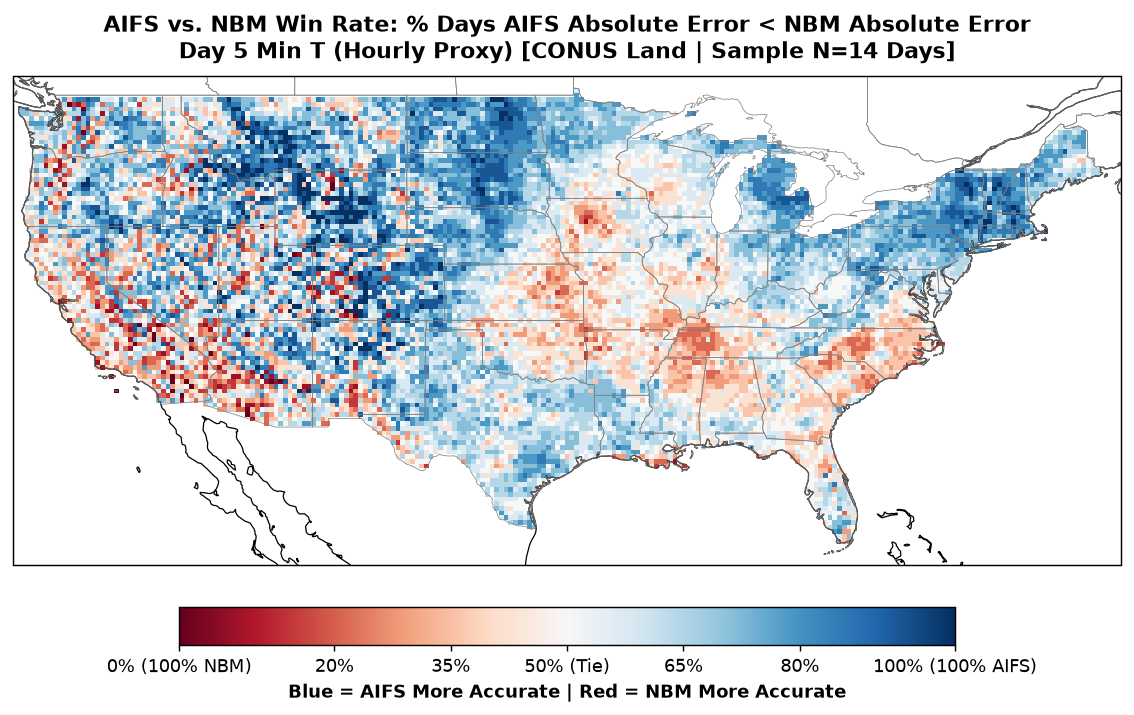 AIFS vs. NBM Win Rate: % Days AIFS Absolute Error < NBM Absolute Error
Day 5 Min T (Hourly Proxy) [CONUS Land | Sample N=14 Days]
0% (100% NBM) 20% 35% 50% (Tie) 65% 80% 100% (100% AIFS)
Blue = AIFS More Accurate | Red = NBM More Accurate